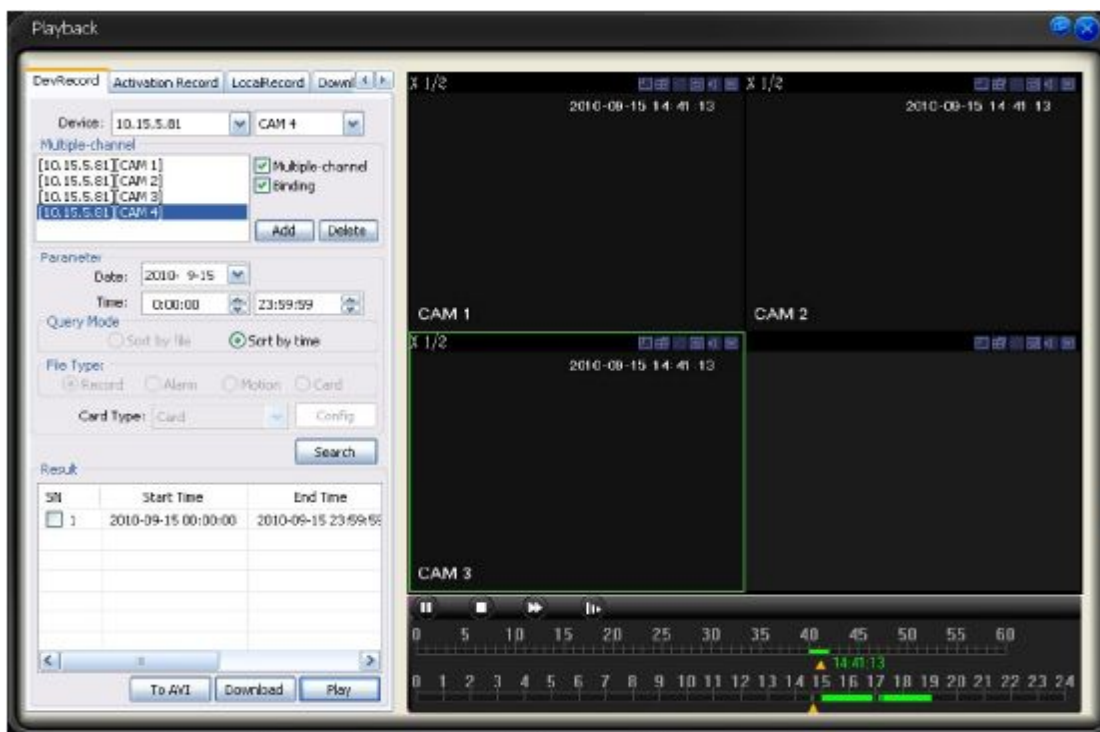 Playback
DevRecord Activation Record LocalRecord Downl
Device: 10.15.5.81 CAM 4
Multiple-channel
[10.15.5.81][CAM 1]
[10.15.5.81][CAM 2]
[10.15.5.81][CAM 3]
[10.15.5.81][CAM 4]
Multiple-channel
Binding
Add Delete
Parameter
Date: 2010- 9-15
Time: 0:00:00 23:59:59
Query Mode
Sort by file Sort by time
File Type:
Record Alarm Motion Card
Card Type: Card Config
Search
Result
SN Start Time End Time
1 2010-09-15 00:00:00 2010-09-15 23:59:59
To AVI Download Play
X 1/2
2010-09-15 14:41:13
CAM 1
X 1/2
2010-09-15 14:41:13
CAM 2
X 1/2
2010-09-15 14:41:13
CAM 3
0 5 10 15 20 25 30 35 40 45 50 55 60
14:41:13
0 1 2 3 4 5 6 7 8 9 10 11 12 13 14 15 16 17 18 19 20 21 22 23 24